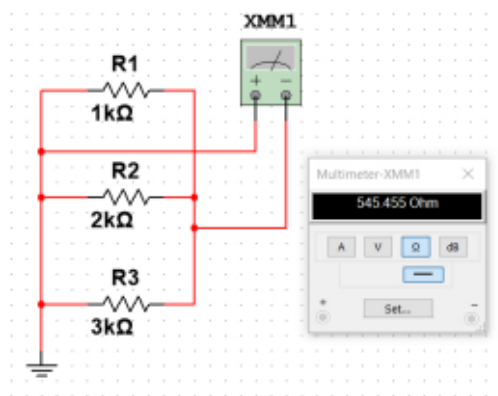 XMM1
R1
1kΩ
R2
2kΩ
R3
3kΩ
+ −
Multimeter-XMM1 ×
545.455 Ohm
A V Ω dB
Set...
+ −